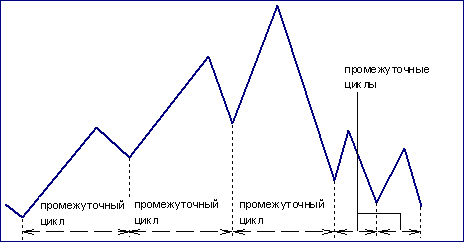 промежуточные
циклы
промежуточный
цикл
промежуточный
цикл
промежуточный
цикл